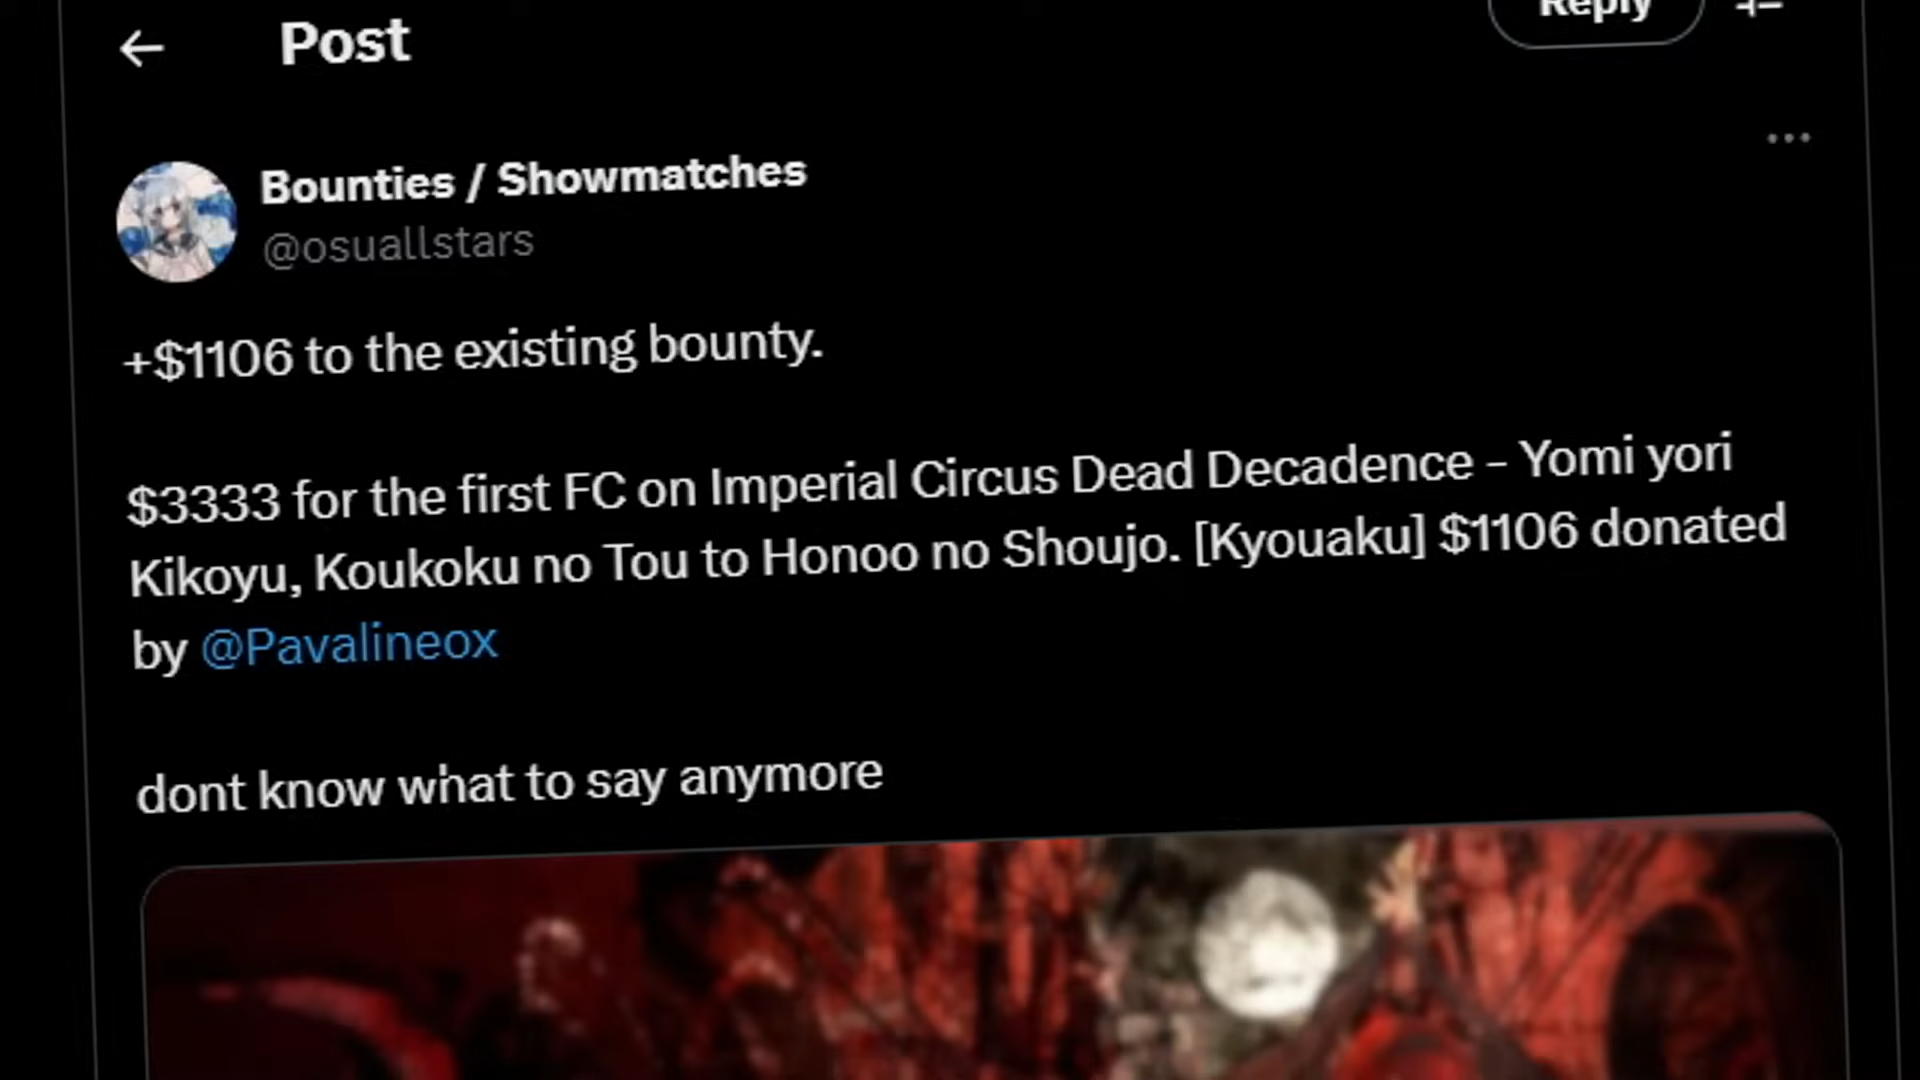 Post
Reply
Bounties / Showmatches
@osuallstars
+$1106 to the existing bounty.
$3333 for the first FC on Imperial Circus Dead Decadence – Yomi yori
Kikoyu, Koukoku no Tou to Honoo no Shoujo. [Kyouaku] $1106 donated
by @Pavalineox
dont know what to say anymore